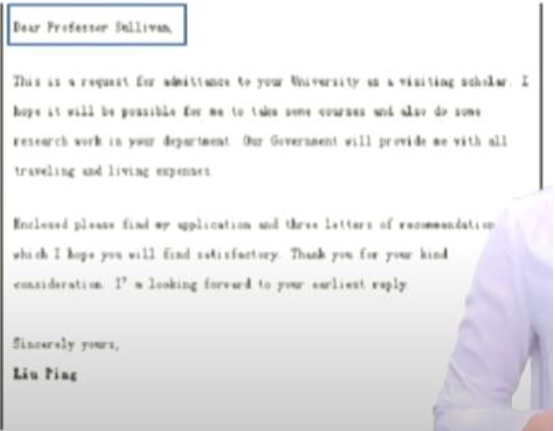 Dear Professor Sullivan,
This is a request for admittance to your University as a visiting scholar. I
hope it will be possible for me to take some courses and also do some
research work in your department. Our Government will provide me with all
traveling and living expenses
Enclosed please find my application and three letters of recommendation
which I hope you will find satisfactory. Thank you for your kind
consideration. I'm looking forward to your earliest reply
Sincerely yours,
Liu Ping